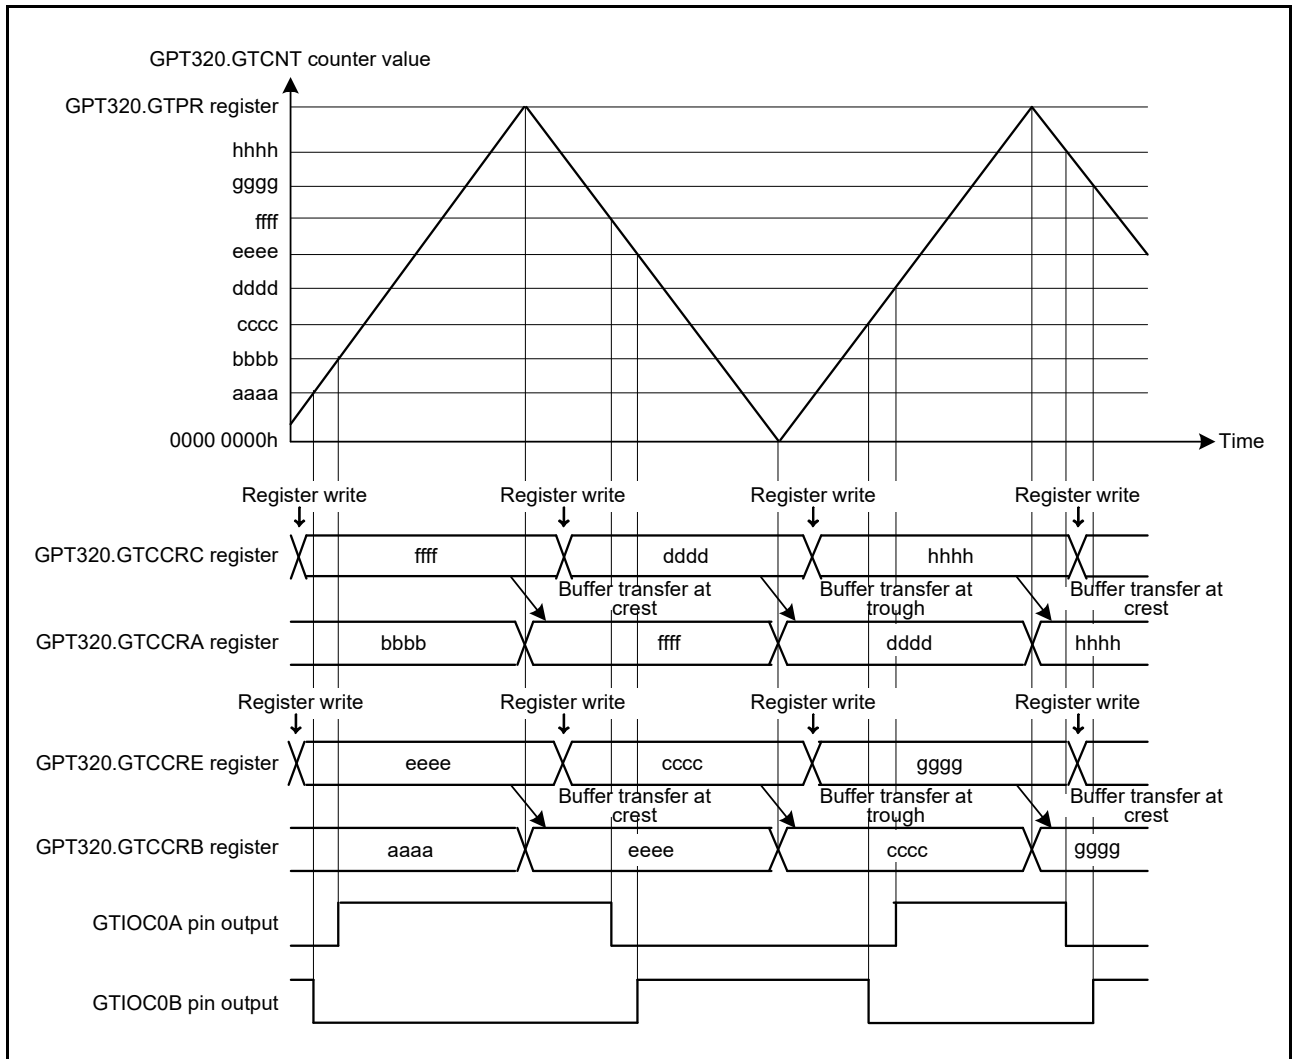 GPT320.GTCNT counter value
GPT320.GTPR register
hhhh
gggg
ffff
eeee
dddd
cccc
bbbb
aaaa
0000 0000h
Time
Register write Register write Register write Register write
GPT320.GTCCRC register ffff dddd hhhh
Buffer transfer at Buffer transfer at Buffer transfer at
crest trough crest
GPT320.GTCCRA register bbbb ffff dddd hhhh
Register write Register write Register write Register write
GPT320.GTCCRE register eeee cccc gggg
Buffer transfer at Buffer transfer at Buffer transfer at
crest trough crest
GPT320.GTCCRB register aaaa eeee cccc gggg
GTIOC0A pin output
GTIOC0B pin output